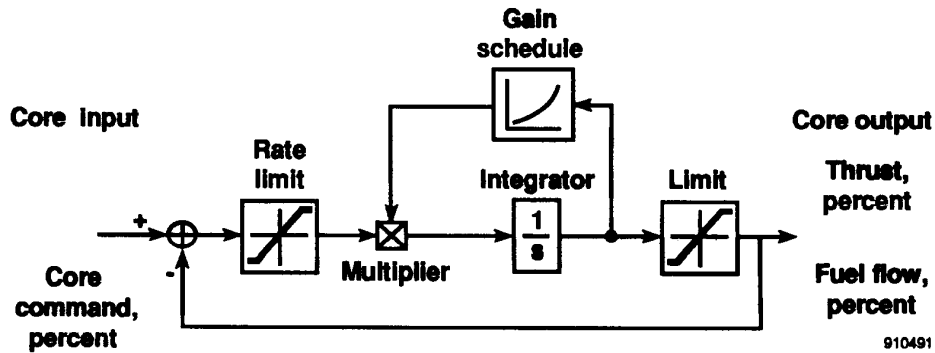 Gain
schedule
Core input
Core output
Rate
limit
Integrator
Limit
Thrust,
percent
+
1
s
Multiplier
-
Core
command,
percent
Fuel flow,
percent
910491